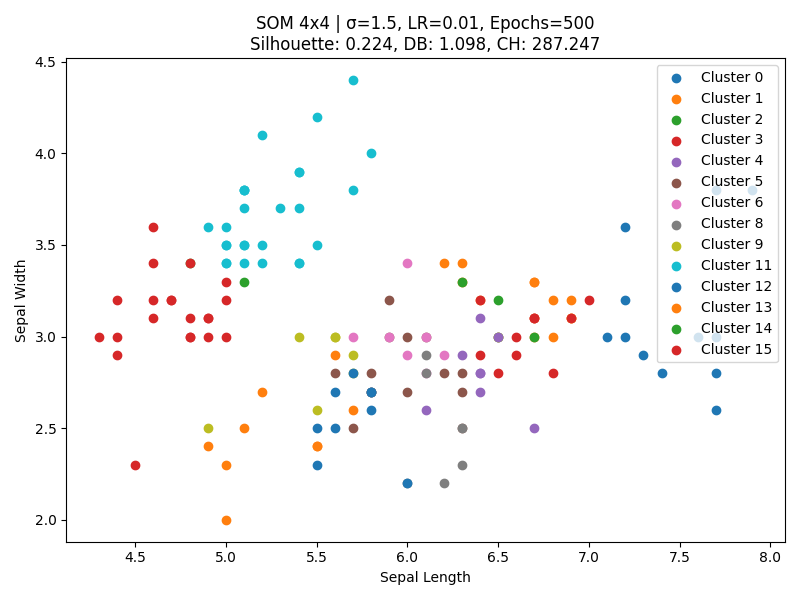 SOM 4x4 | σ=1.5, LR=0.01, Epochs=500
Silhouette: 0.224, DB: 1.098, CH: 287.247
Sepal Width
4.5
4.0
3.5
3.0
2.5
2.0
Cluster 0
Cluster 1
Cluster 2
Cluster 3
Cluster 4
Cluster 5
Cluster 6
Cluster 8
Cluster 9
Cluster 11
Cluster 12
Cluster 13
Cluster 14
Cluster 15
4.5 5.0 5.5 6.0 6.5 7.0 7.5 8.0
Sepal Length